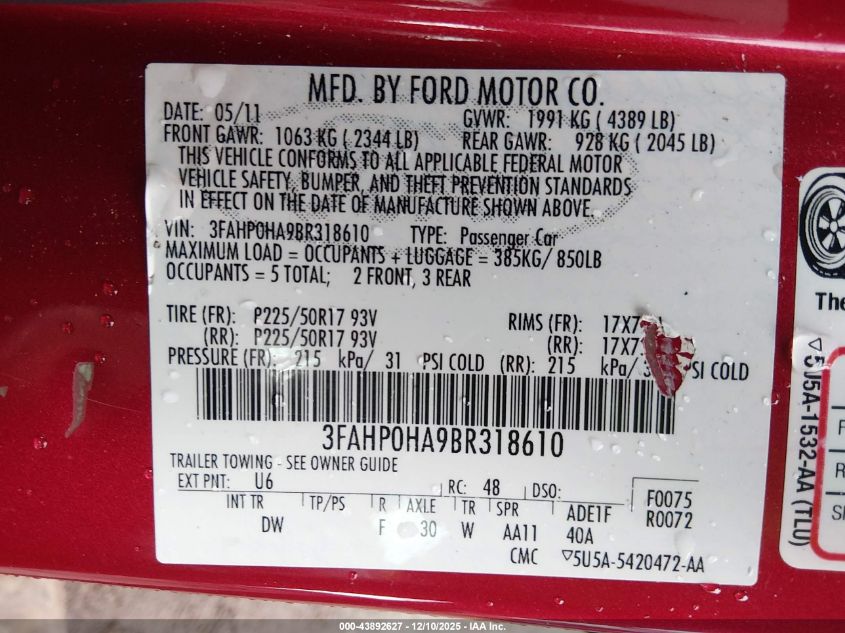 MFD. BY FORD MOTOR CO.
DATE: 05/11 GVWR: 1991 KG ( 4389 LB)
FRONT GAWR: 1063 KG ( 2344 LB) REAR GAWR: 928 KG ( 2045 LB)
THIS VEHICLE CONFORMS TO ALL APPLICABLE FEDERAL MOTOR
VEHICLE SAFETY, BUMPER, AND THEFT PREVENTION STANDARDS
IN EFFECT ON THE DATE OF MANUFACTURE SHOWN ABOVE.
VIN: 3FAHP0HA9BR318610 TYPE: Passenger Car
MAXIMUM LOAD = OCCUPANTS + LUGGAGE = 385KG/ 850LB
OCCUPANTS = 5 TOTAL; 2 FRONT, 3 REAR
TIRE (FR): P225/50R17 93V RIMS (FR): 17X7
(RR): P225/50R17 93V (RR): 17X7
PRESSURE (FR): 215 kPa/ 31 PSI COLD (RR): 215 kPa/ 3 PSI COLD
3FAHP0HA9BR318610
TRAILER TOWING - SEE OWNER GUIDE
EXT PNT: U6 RC: 48 DSO: F0075
INT TR TP/PS R AXLE TR SPR ADE1F R0072
DW F 30 W AA11 40A
CMC ▽5U5A-5420472-AA
The
▽5U5A-1532-AA (TLU)
000-43892627 - 12/10/2025 - IAA Inc.